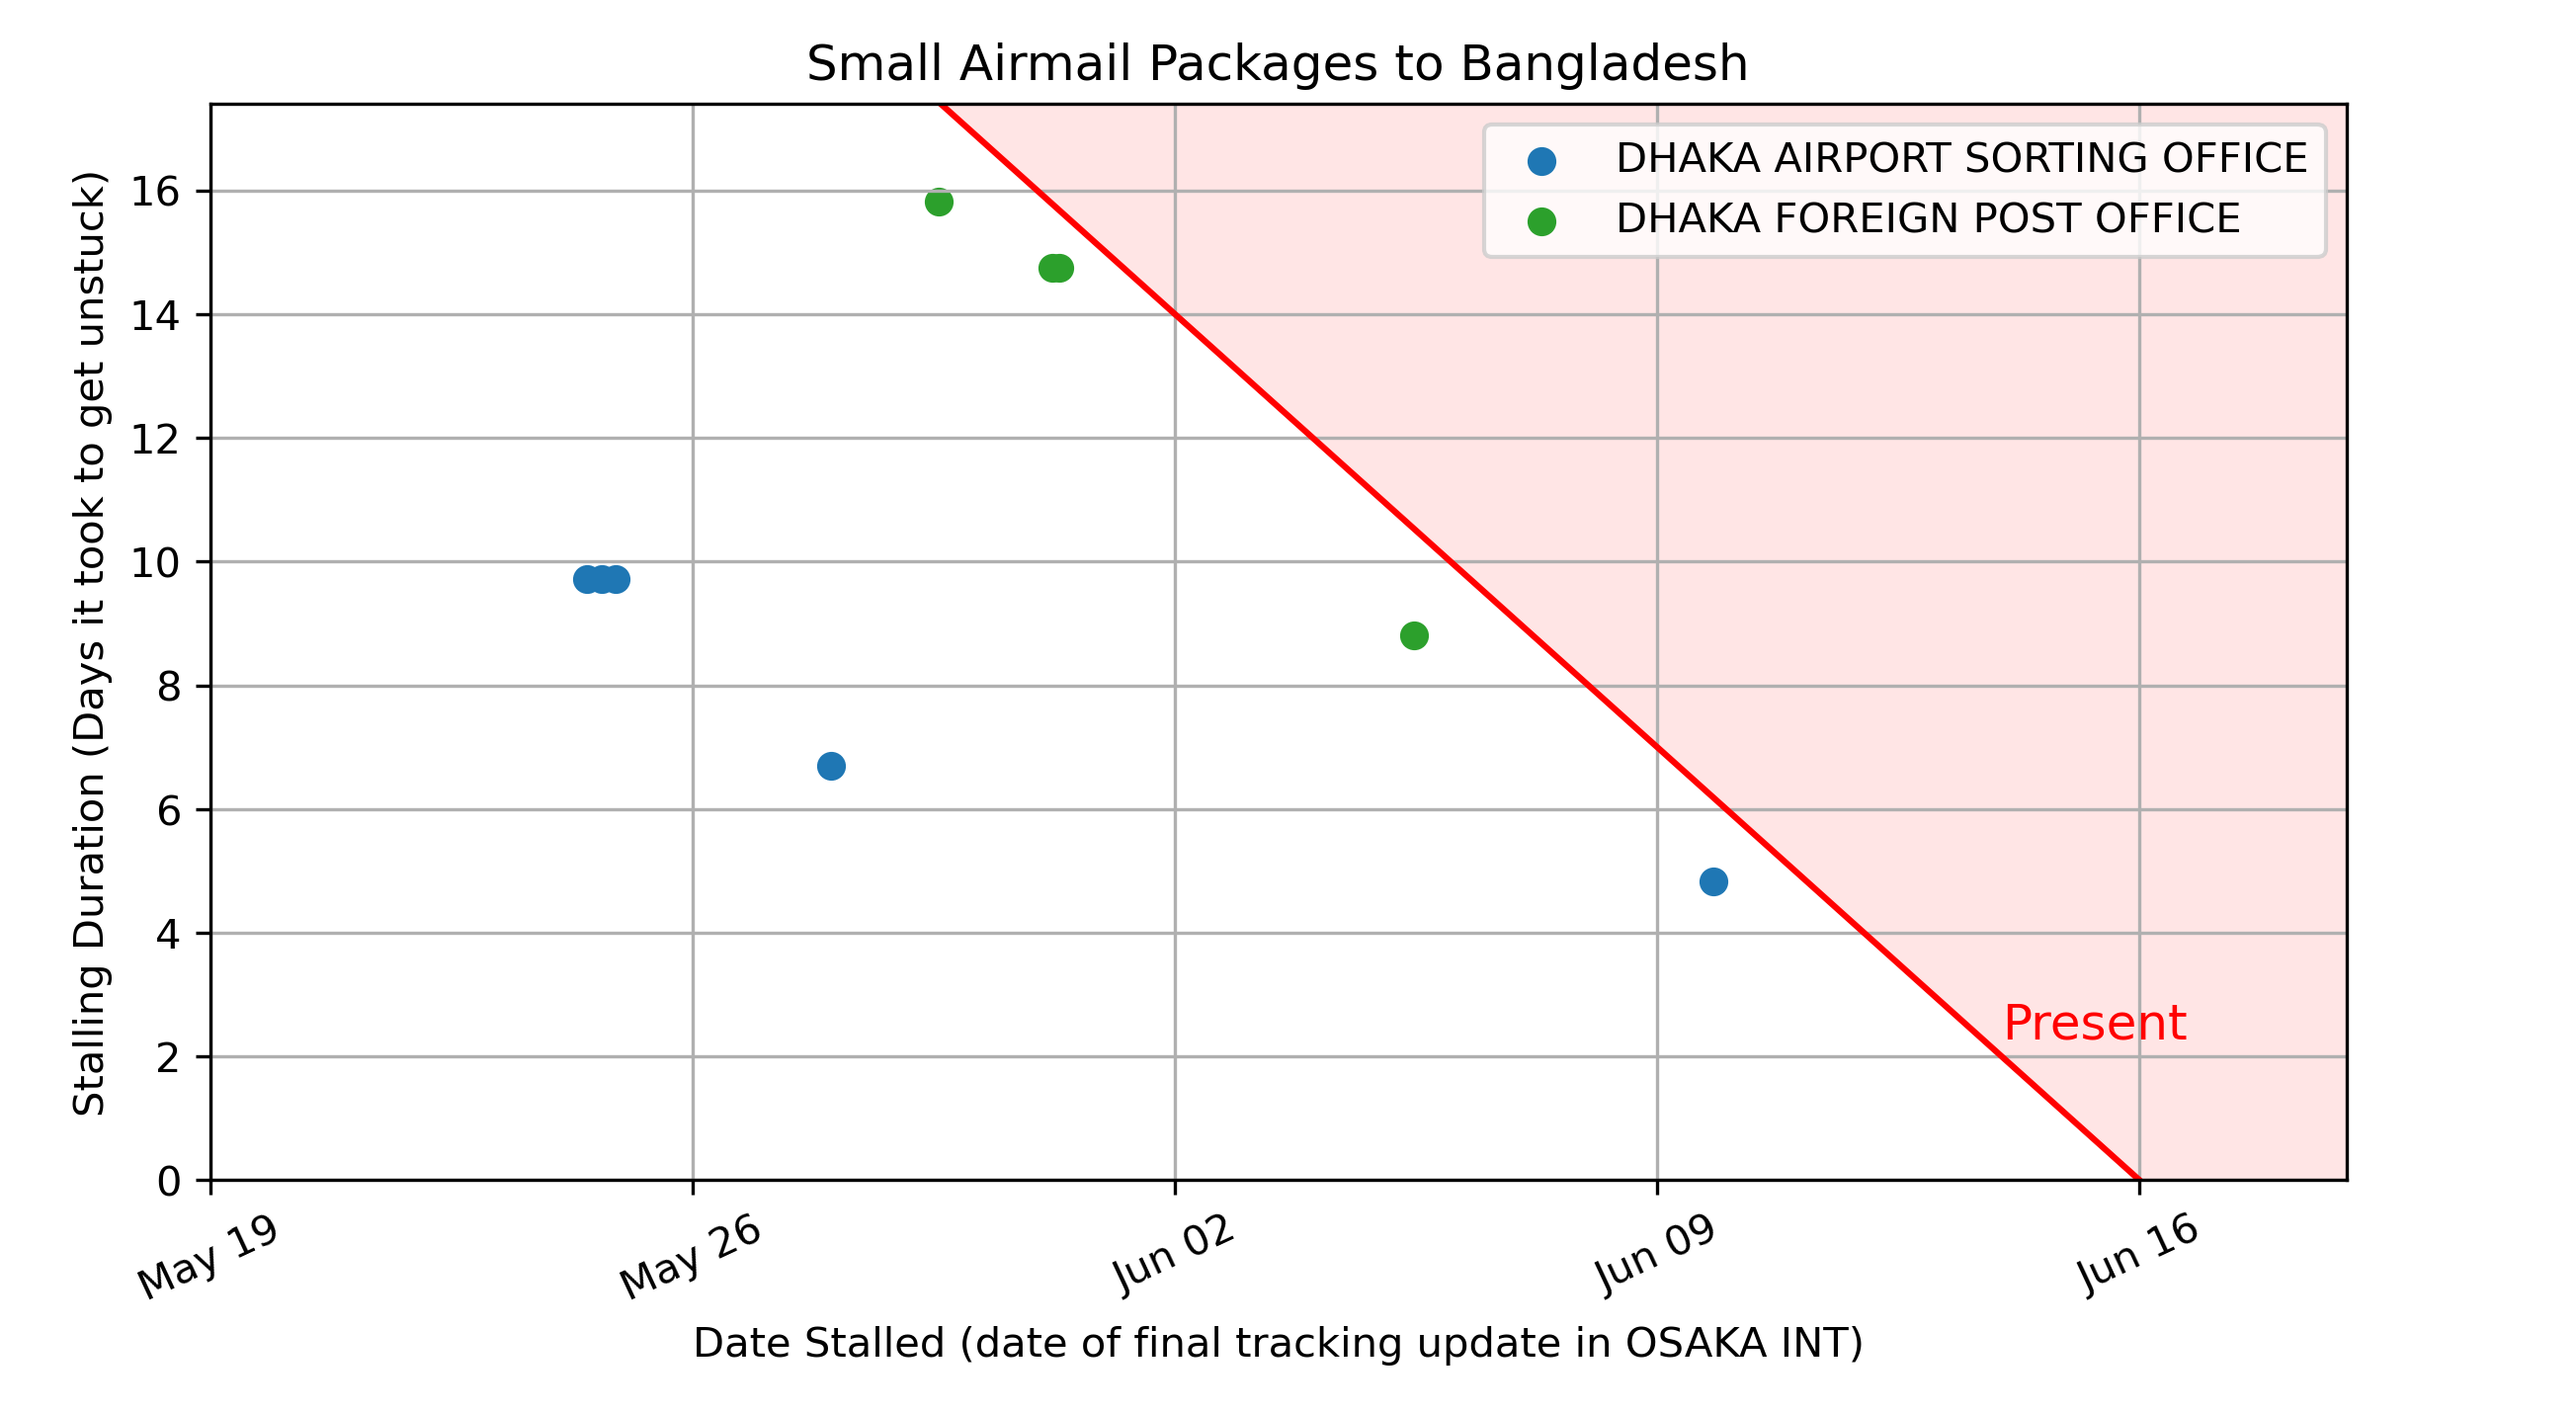 Small Airmail Packages to Bangladesh
DHAKA AIRPORT SORTING OFFICE
DHAKA FOREIGN POST OFFICE
Stalling Duration (Days it took to get unstuck)
16
14
12
10
8
6
4
2
0
Present
May 19
May 26
Jun 02
Jun 09
Jun 16
Date Stalled (date of final tracking update in OSAKA INT)